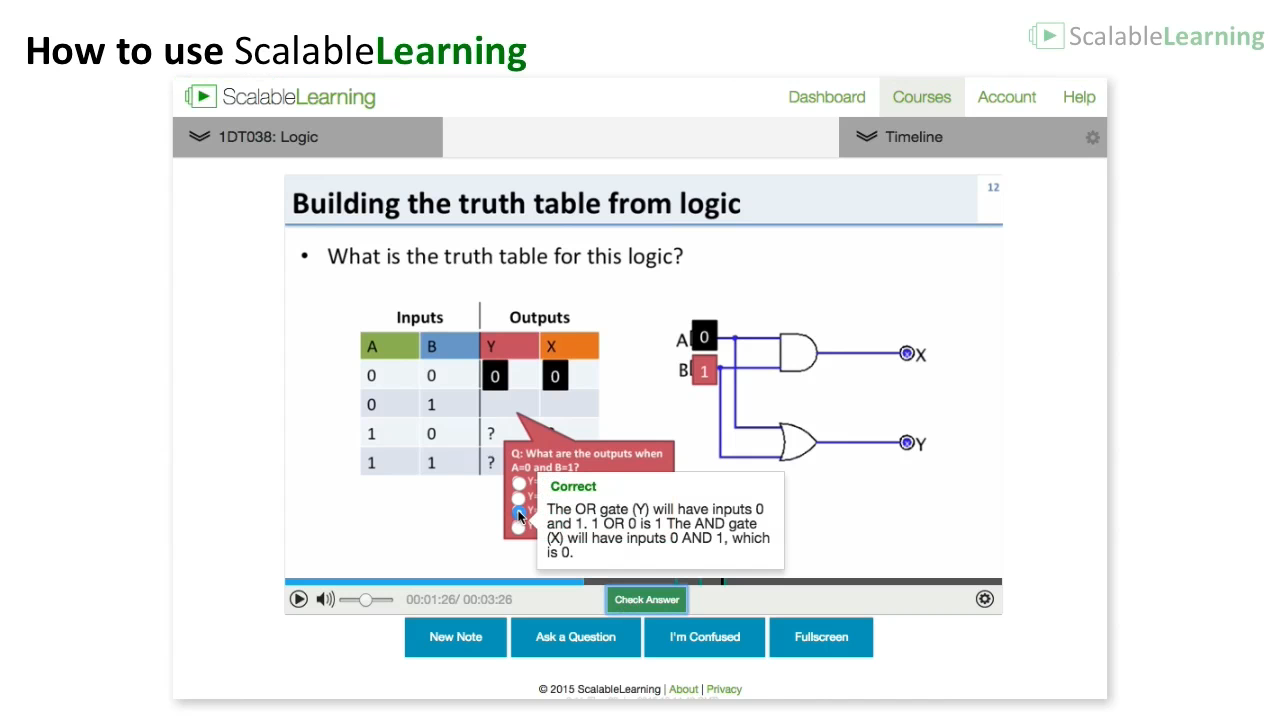 How to use ScalableLearning
ScalableLearning
ScalableLearning
Dashboard Courses Account Help
1DT038: Logic
Timeline
Building the truth table from logic
12
• What is the truth table for this logic?
Inputs Outputs
A B Y X
0 0 0 0
0 1
1 0 ?
1 1 ?
A 0
B 1
X
Y
Q: What are the outputs when
A=0 and B=1?
Correct
The OR gate (Y) will have inputs 0
and 1. 1 OR 0 is 1 The AND gate
(X) will have inputs 0 AND 1, which
is 0.
00:01:26/ 00:03:26
Check Answer
New Note Ask a Question I'm Confused Fullscreen
© 2015 ScalableLearning | About | Privacy